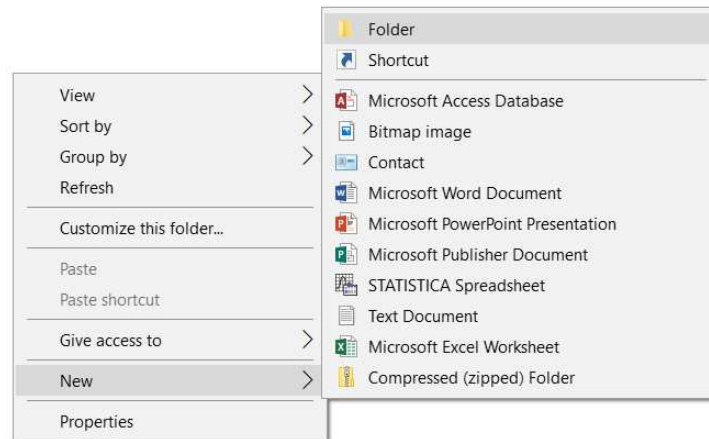 View
Sort by
Group by
Refresh
Customize this folder...
Paste
Paste shortcut
Give access to
New
Properties
Folder
Shortcut
Microsoft Access Database
Bitmap image
Contact
Microsoft Word Document
Microsoft PowerPoint Presentation
Microsoft Publisher Document
STATISTICA Spreadsheet
Text Document
Microsoft Excel Worksheet
Compressed (zipped) Folder